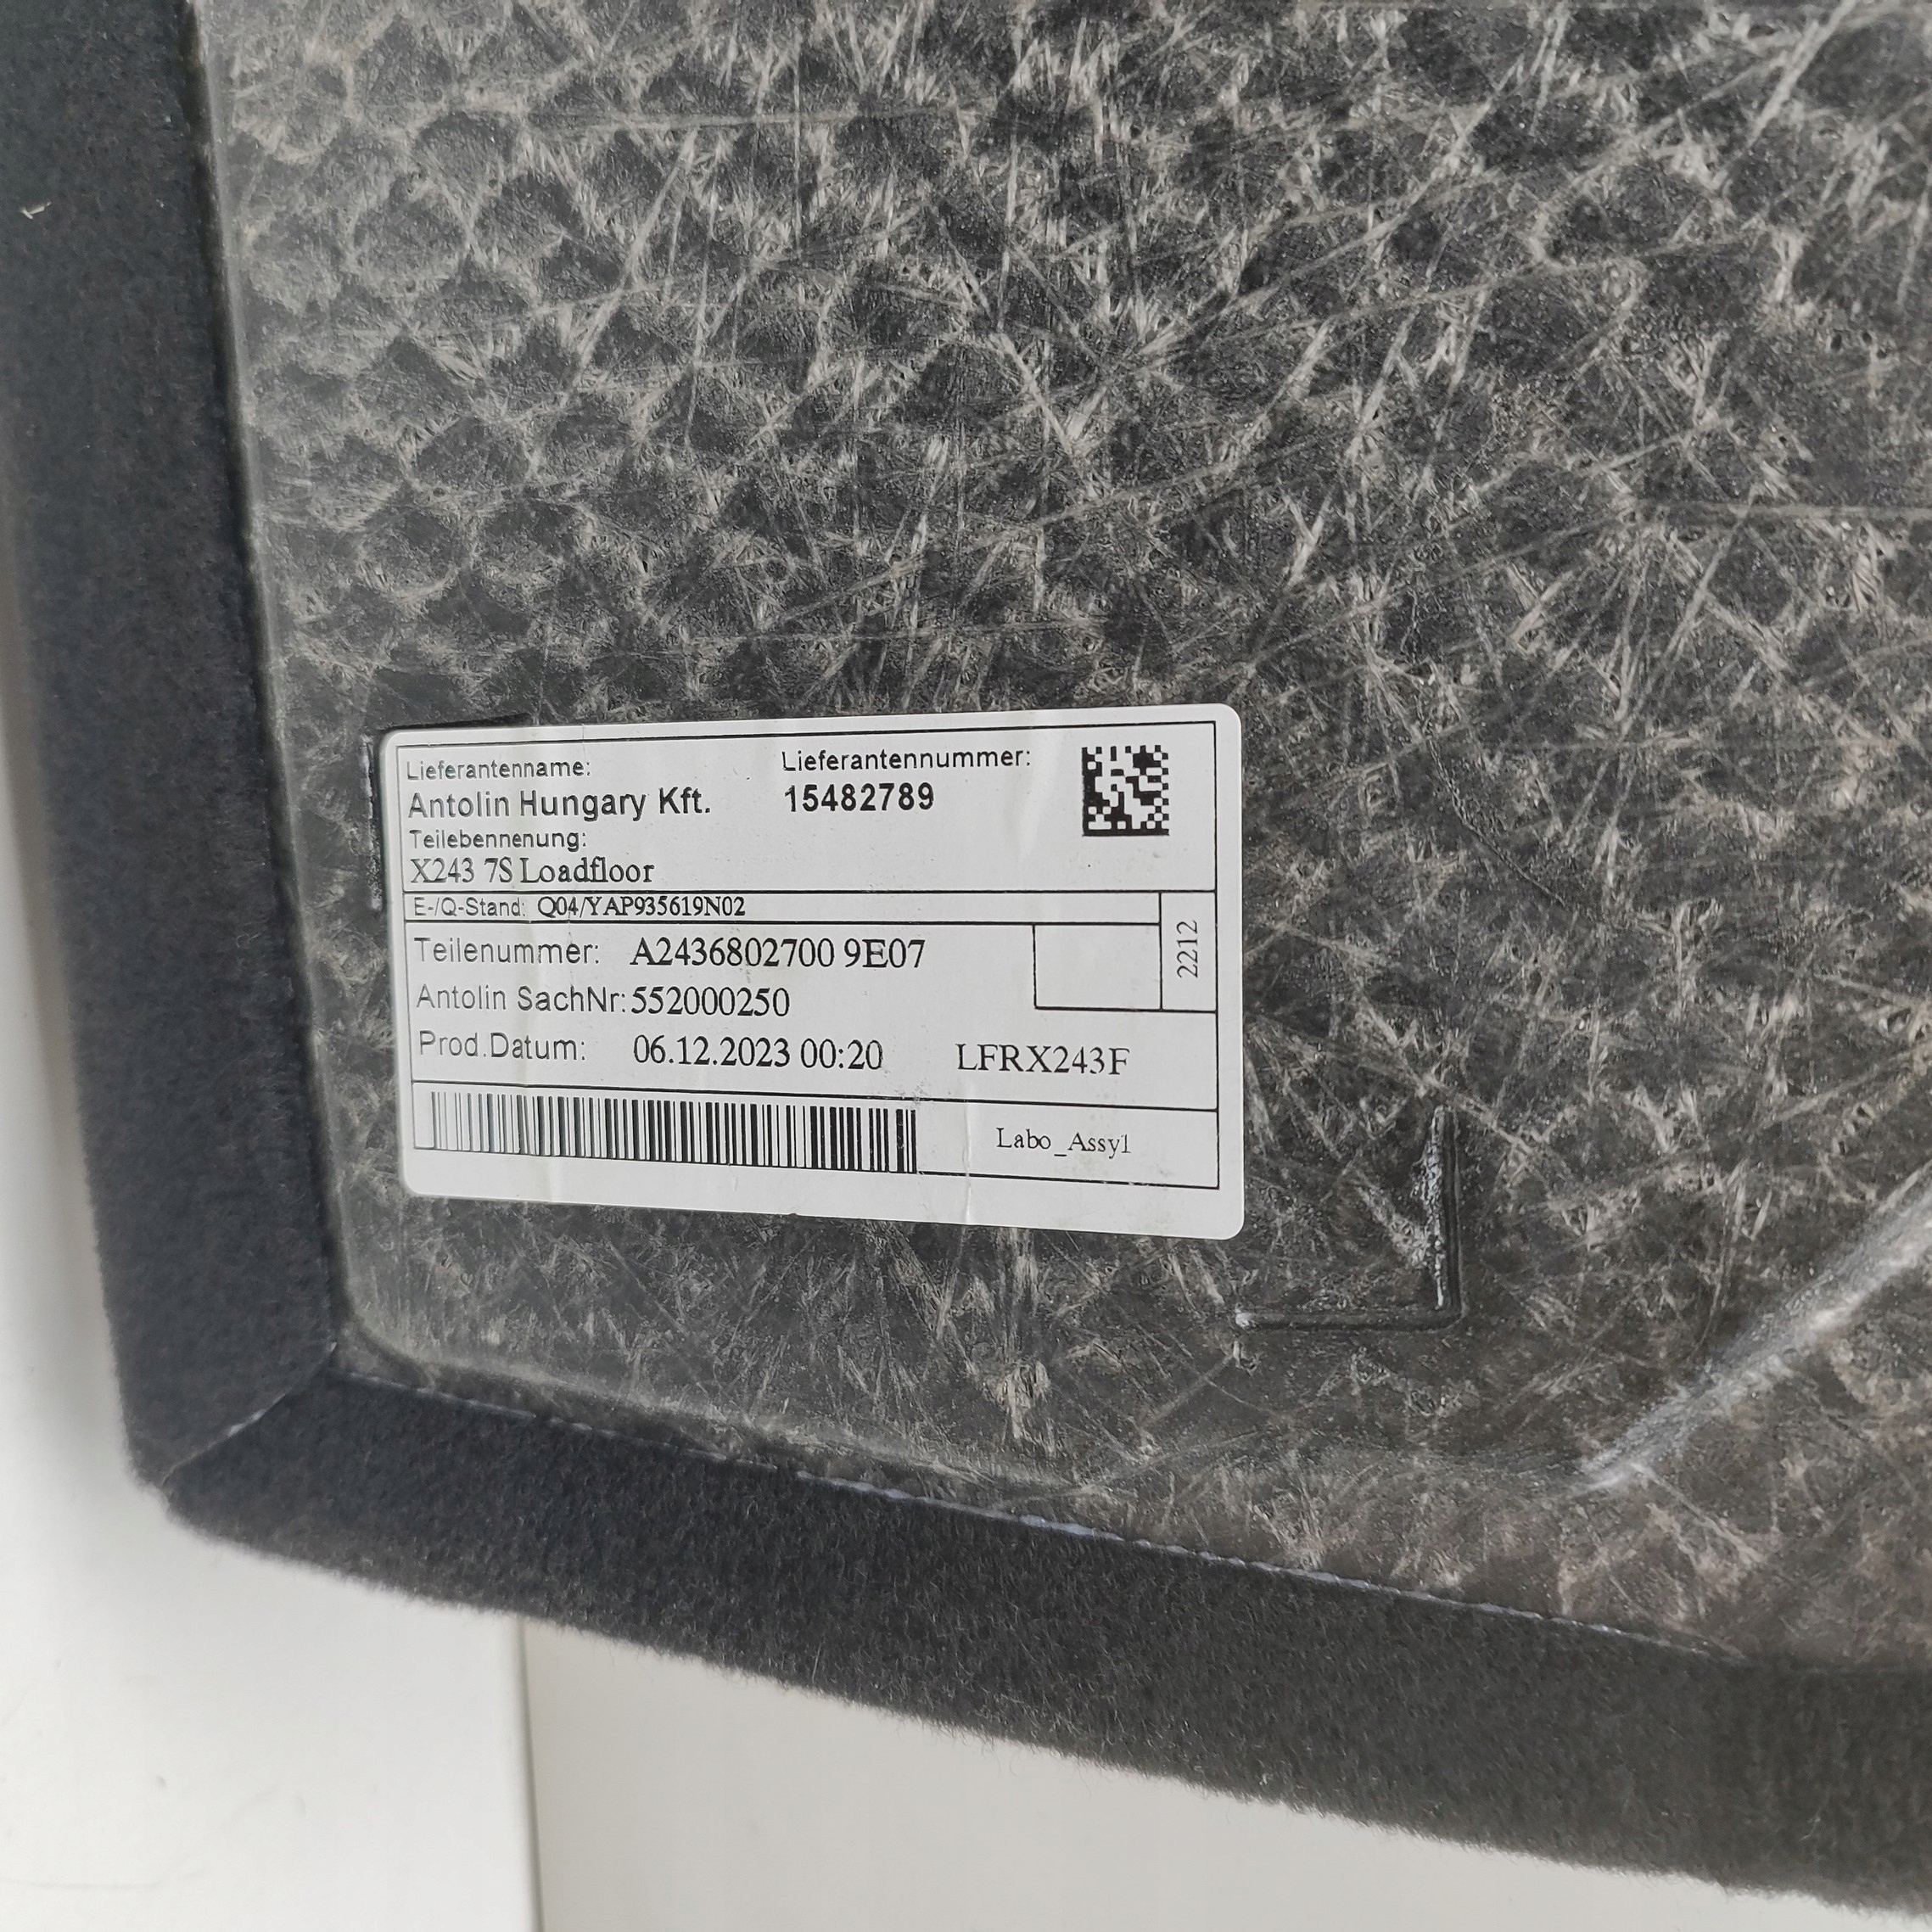 Lieferantenname: Lieferantennummer:
Antolin Hungary Kft. 15482789
Teilebennenung:
X243 7S Loadfloor
E-/Q-Stand: Q04/YAP935619N02
2212
Teilenummer: A2436802700 9E07
Antolin SachNr: 552000250
Prod.Datum: 06.12.2023 00:20 LFRX243F
Labo_Assy1